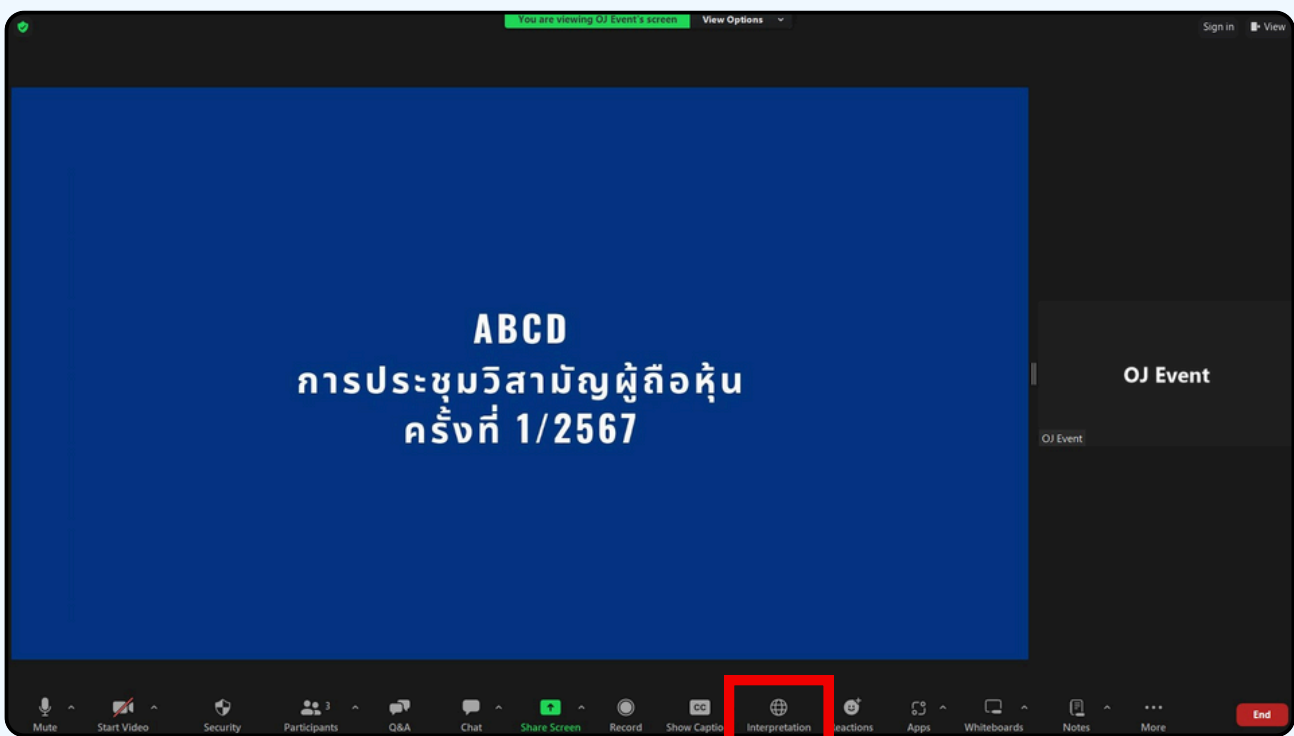 You are viewing OJ Event's screen View Options
Sign in View
ABCD
การประชุมวิสามัญผู้ถือหุ้น
ครั้งที่ 1/2567
OJ Event
OJ Event
3
CC
Mute Start Video Security Participants Q&A Chat Share Screen Record Show Captio Interpretation eactions Apps Whiteboards Notes More End